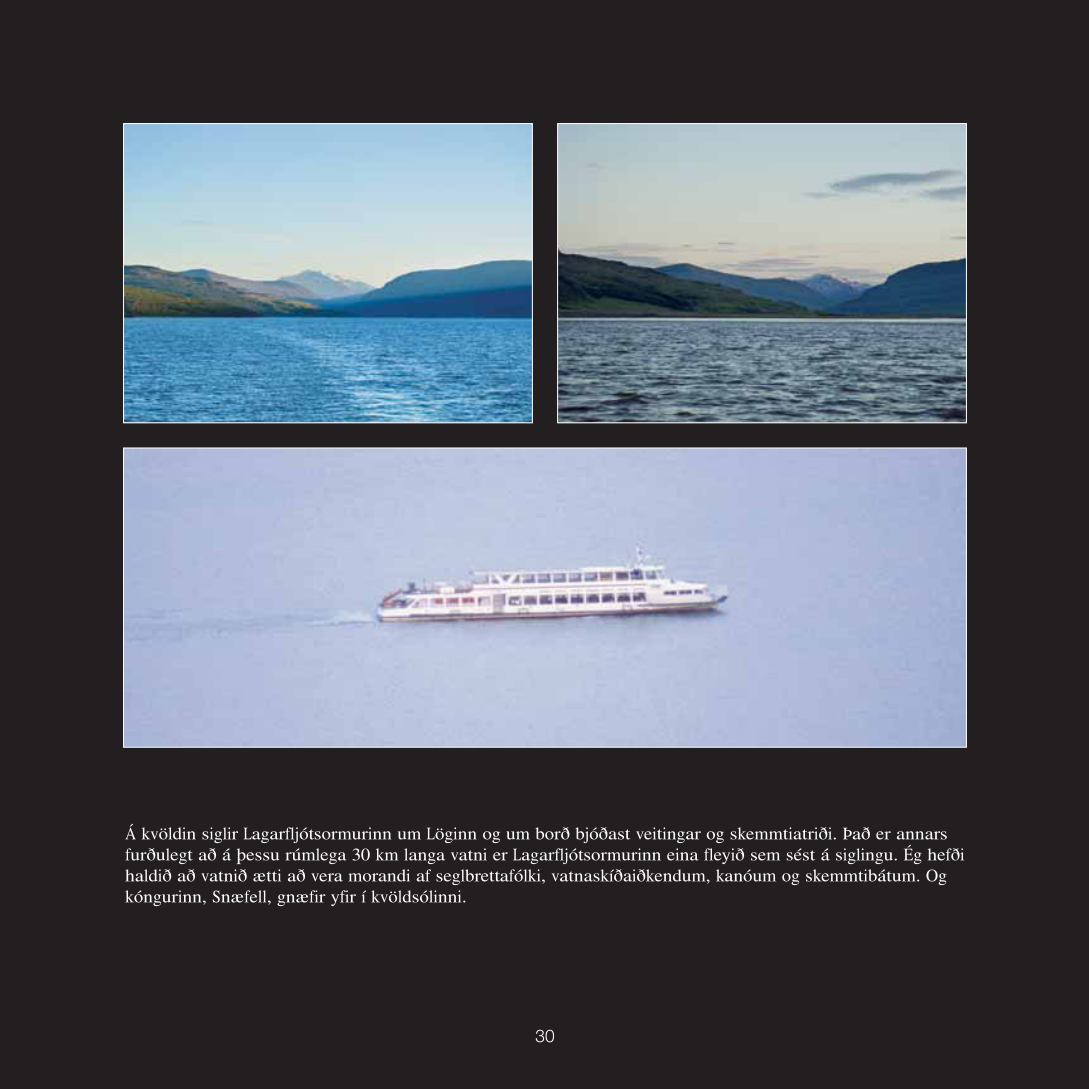 Á kvöldin siglir Lagarfljótsormurinn um Löginn og um borð bjóðast veitingar og skemmtiatriði. Það er annars
furðulegt að á þessu rúmlega 30 km langa vatni er Lagarfljótsormurinn eina fleyið sem sést á siglingu. Ég hefði
haldið að vatnið ætti að vera morandi af seglbrettafólki, vatnaskíðaiðkendum, kanóum og skemmtibátum. Og
kóngurinn, Snæfell, gnæfir yfir í kvöldsólinni.
30